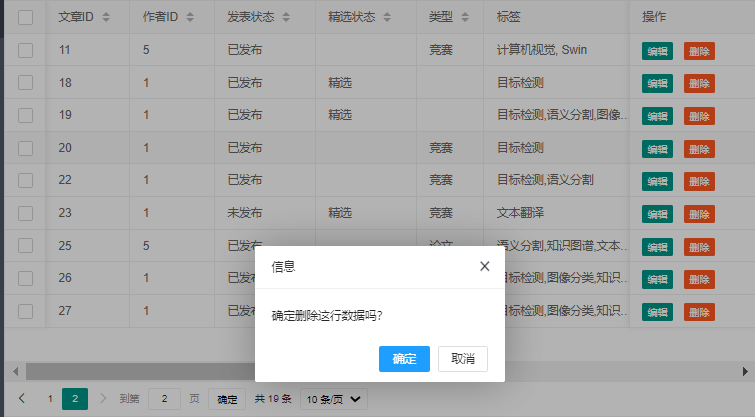 文章ID 作者ID 发表状态 精选状态 类型 标签 操作
11 5 已发布 竞赛 计算机视觉, Swin 编辑 删除
18 1 已发布 精选 目标检测 编辑 删除
19 1 已发布 精选 目标检测,语义分割,图像... 编辑 删除
20 1 已发布 竞赛 目标检测 编辑 删除
22 1 已发布 竞赛 目标检测,语义分割 编辑 删除
23 1 未发布 精选 竞赛 文本翻译 编辑 删除
25 5 已发布 论文 语义分割,知识图谱,文本... 编辑 删除
26 1 已发 目标检测,图像分类,知识... 编辑 删除
27 1 已发 目标检测,图像分类,知识... 编辑 删除
信息
确定删除这行数据吗?
确定 取消
1 2 到第 2 页 确定 共 19 条 10 条/页